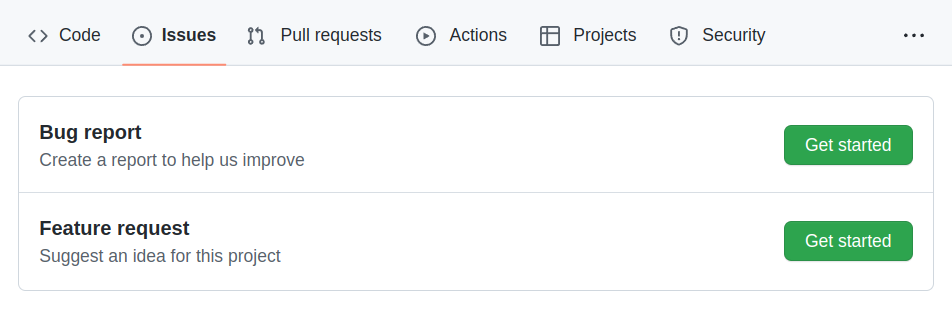 Code Issues Pull requests Actions Projects Security ...
Bug report
Create a report to help us improve
Get started
Feature request
Suggest an idea for this project
Get started